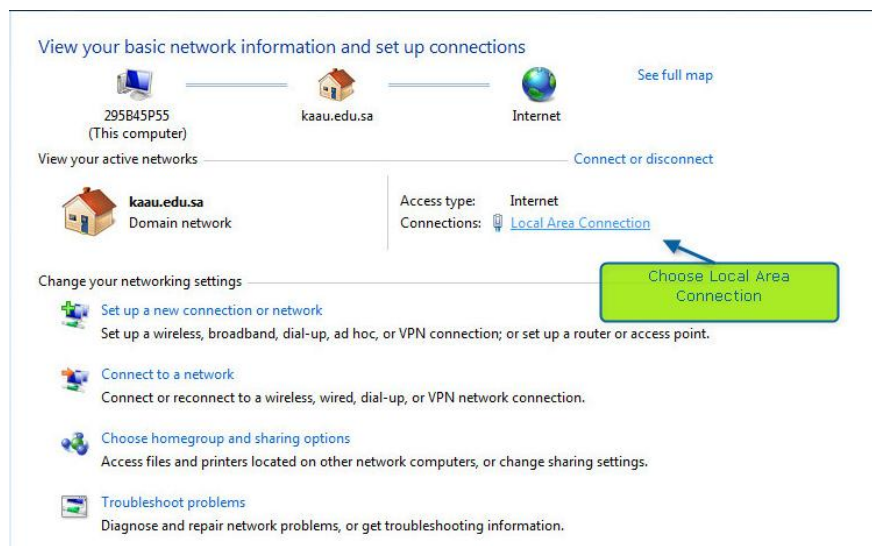 View your basic network information and set up connections
See full map
295B45P55
(This computer)
kaau.edu.sa
Internet
View your active networks
Connect or disconnect
kaau.edu.sa
Domain network
Access type: Internet
Connections: Local Area Connection
Choose Local Area
Connection
Change your networking settings
Set up a new connection or network
Set up a wireless, broadband, dial-up, ad hoc, or VPN connection; or set up a router or access point.
Connect to a network
Connect or reconnect to a wireless, wired, dial-up, or VPN network connection.
Choose homegroup and sharing options
Access files and printers located on other network computers, or change sharing settings.
Troubleshoot problems
Diagnose and repair network problems, or get troubleshooting information.